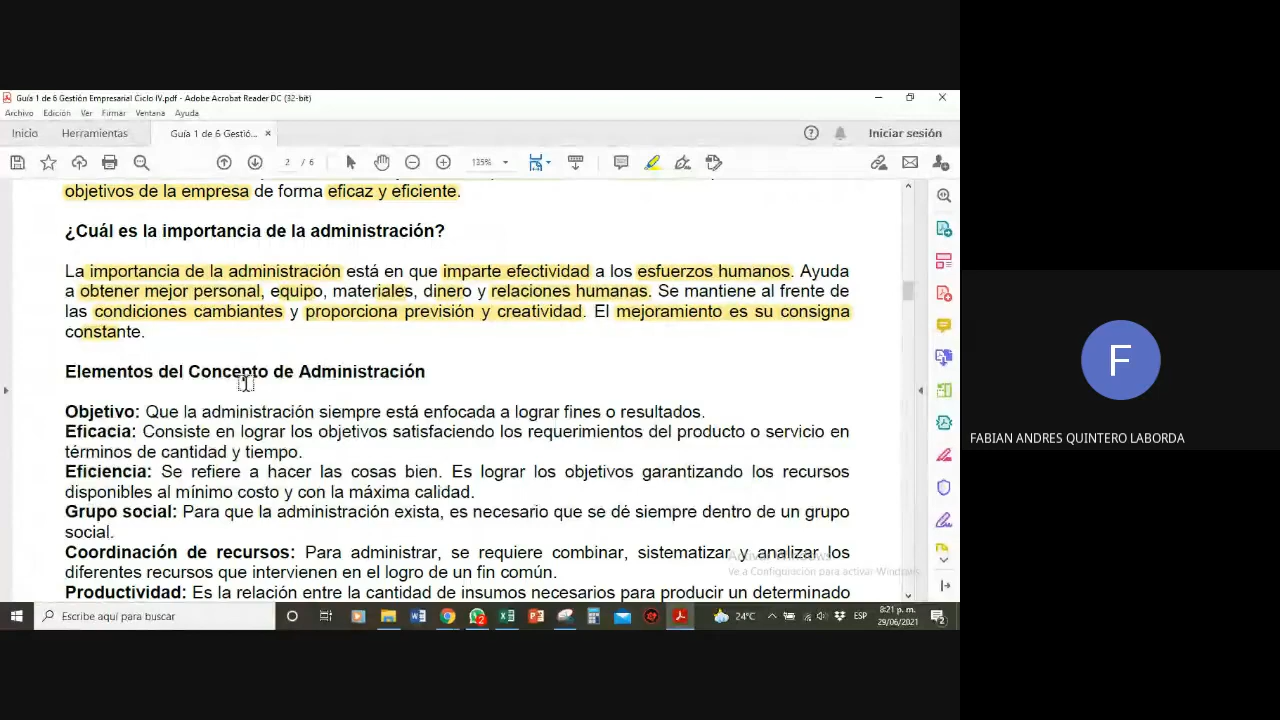 Guía 1 de 6 Gestión Empresarial Ciclo IV.pdf - Adobe Acrobat Reader DC (32-bit)
Archivo Edición Ver Firmar Ventana Ayuda
Inicio Herramientas Guía 1 de 6 Gestió... × Iniciar sesión
2 / 6 135%
objetivos de la empresa de forma eficaz y eficiente.
¿Cuál es la importancia de la administración?
La importancia de la administración está en que imparte efectividad a los esfuerzos humanos. Ayuda
a obtener mejor personal, equipo, materiales, dinero y relaciones humanas. Se mantiene al frente de
las condiciones cambiantes y proporciona previsión y creatividad. El mejoramiento es su consigna
constante.
Elementos del Concepto de Administración
Objetivo: Que la administración siempre está enfocada a lograr fines o resultados.
Eficacia: Consiste en lograr los objetivos satisfaciendo los requerimientos del producto o servicio en
términos de cantidad y tiempo.
Eficiencia: Se refiere a hacer las cosas bien. Es lograr los objetivos garantizando los recursos
disponibles al mínimo costo y con la máxima calidad.
Grupo social: Para que la administración exista, es necesario que se dé siempre dentro de un grupo
social.
Coordinación de recursos: Para administrar, se requiere combinar, sistematizar y analizar los
diferentes recursos que intervienen en el logro de un fin común.
Productividad: Es la relación entre la cantidad de insumos necesarios para producir un determinado
Ve a Configuración para activar Windows.
Escribe aquí para buscar
24°C ESP 8:21 p. m.
29/06/2021
F
FABIAN ANDRES QUINTERO LABORDA